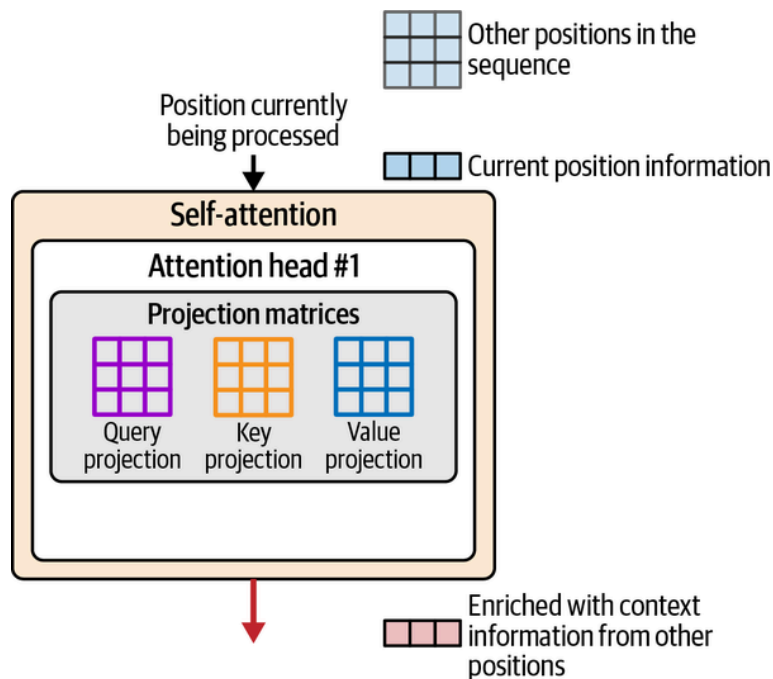 Other positions in the
sequence
Position currently
being processed
Current position information
Self-attention
Attention head #1
Projection matrices
Query
projection
Key
projection
Value
projection
Enriched with context
information from other
positions